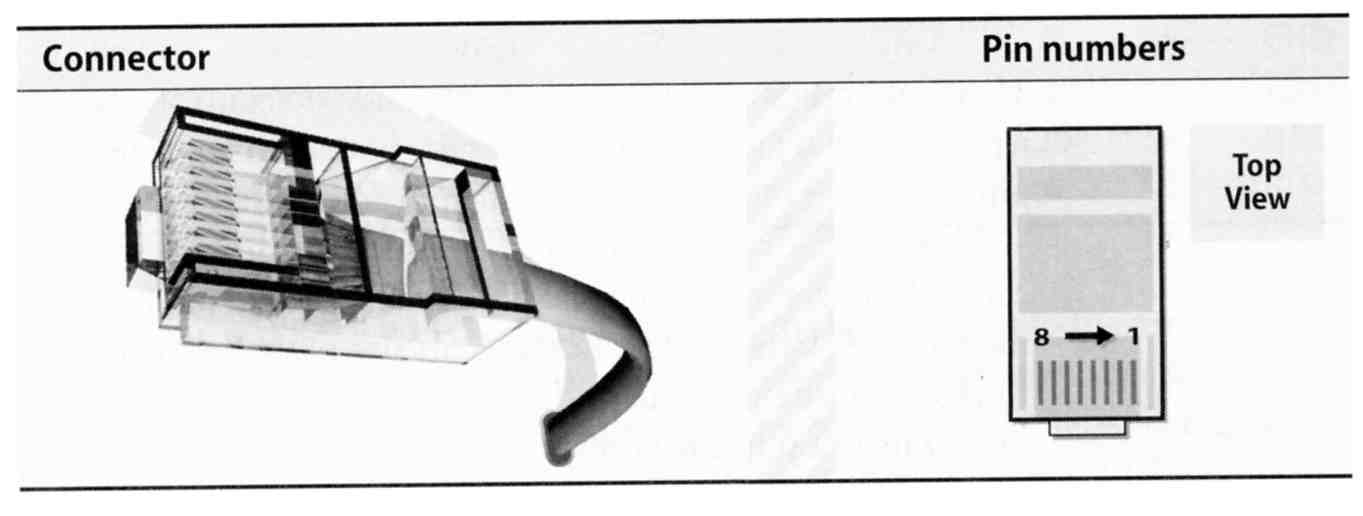 Connector
Pin numbers
Top
View
8 → 1